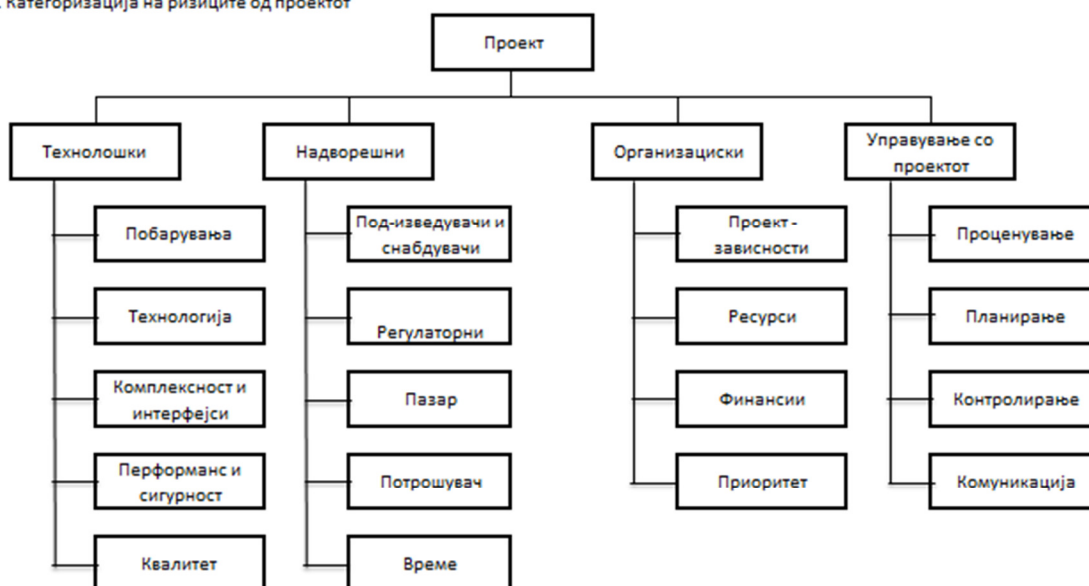 Категоризација на ризиците од проектот
Проект
Технолошки
Надворешни
Организациски
Управување со
проектот
Побарувања
Технологија
Комплексност и
интерфејси
Перформанс и
сигурност
Квалитет
Под-изведувачи и
снабдувачи
Регулаторни
Пазар
Потрошувач
Време
Проект -
зависности
Ресурси
Финансии
Приоритет
Проценување
Планирање
Контролирање
Комуникација